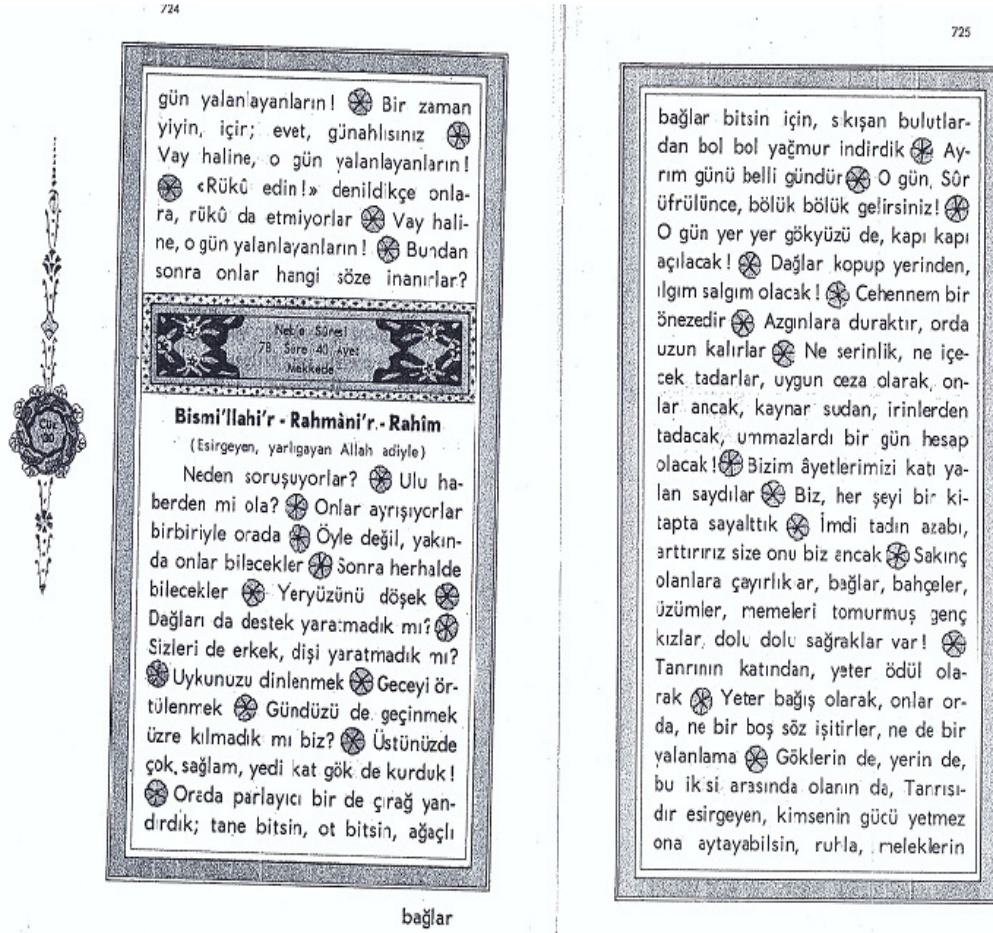 724
gün yalanlayanların! Bir zaman
yiyin, için; evet, günahlısınız
Vay haline, o gün yalanlayanların!
«Rükû edin!» denildikçe onla-
ra, rükû da etmiyorlar Vay hali-
ne, o gün yalanlayanların! Bundan
sonra onlar hangi söze inanırlar?
Neb'e Sûresi
78 Sure 40 Ayet
Mekkede
Cüz
30
Bismi'llahi'r - Rahmâni'r - Rahîm
(Esirgeyen, yarlıgayan Allah adiyle)
Neden soruşuyorlar? Ulu ha-
berden mi ola? Onlar ayrışıyorlar
birbiriyle orada Öyle değil, yakın-
da onlar bilecekler Sonra herhalde
bilecekler Yeryüzünü döşek
Dağları da destek yaratmadık mı?
Sizleri de erkek, dişi yaratmadık mı?
Uykunuzu dinlenmek Geceyi ör-
tülenmek Gündüzü de geçinmek
üzre kılmadık mı biz? Üstünüzde
çok sağlam, yedi kat gök de kurduk!
Orada parlayıcı bir de çırağ yan-
dırdık; tane bitsin, ot bitsin, ağaçlı
bağlar
725
bağlar bitsin için, sıkışan bulutlar-
dan bol bol yağmur indirdik Ay-
rım günü belli gündür O gün, Sûr
üfrülünce, bölük bölük gelirsiniz!
O gün yer yer gökyüzü de, kapı kapı
açılacak! Dağlar kopup yerinden,
ılgım salgım olacak! Cehennem bir
önezedir Azgınlara duraktır, orda
uzun kalırlar Ne serinlik, ne içe-
cek tadarlar, uygun ceza olarak, on-
lar ancak, kaynar sudan, irinlerden
tadacak, ummazlardı bir gün hesap
olacak! Bizim âyetlerimizi katı ya-
lan saydılar Biz, her şeyi bir ki-
tapta sayalttık İmdi tadın azabı,
arttırırız size onu biz ancak Sakınç
olanlara çayırlıklar, bağlar, bahçeler,
üzümler, memeleri tomurmuş genç
kızlar, dolu dolu sağraklar var!
Tanrının katından, yeter ödül ola-
rak Yeter bağış olarak, onlar or-
da, ne bir boş söz işitirler, ne de bir
yalanlama Göklerin de, yerin de,
bu ikisi arasında olanın da, Tanrısı-
dır esirgeyen, kimsenin gücü yetmez
ona aytayabilsin, ruhla, meleklerin